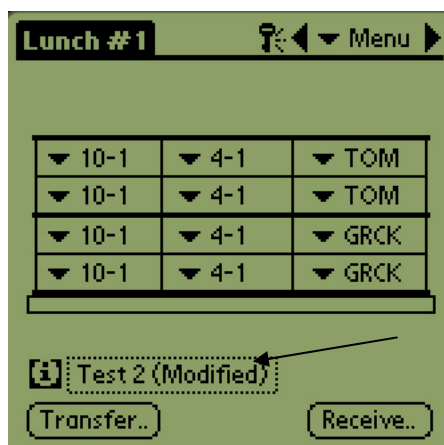 Lunch #1 Menu
10-1 4-1 TOM
10-1 4-1 TOM
10-1 4-1 GRCK
10-1 4-1 GRCK
i Test 2 (Modified)
Transfer.. Receive..